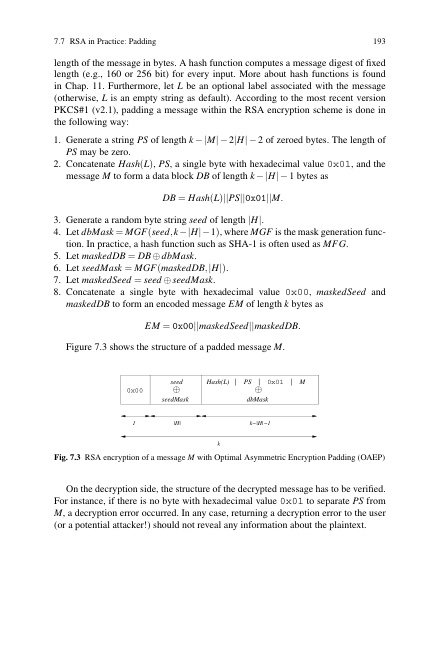 7.7 RSA in Practice: Padding 193
length of the message in bytes. A hash function computes a message digest of fixed
length (e.g., 160 or 256 bit) for every input. More about hash functions is found
in Chap. 11. Furthermore, let L be an optional label associated with the message
(otherwise, L is an empty string as default). According to the most recent version
PKCS#1 (v2.1), padding a message within the RSA encryption scheme is done in
the following way:
1. Generate a string PS of length k−|M|−2|H|−2 of zeroed bytes. The length of
PS may be zero.
2. Concatenate Hash(L), PS, a single byte with hexadecimal value 0x01, and the
message M to form a data block DB of length k−|H|−1 bytes as
DB = Hash(L)||PS||0x01||M.
3. Generate a random byte string seed of length |H|.
4. Let dbMask = MGF(seed,k−|H|−1), where MGF is the mask generation func-
tion. In practice, a hash function such as SHA-1 is often used as MFG.
5. Let maskedDB = DB ⊕ dbMask.
6. Let seedMask = MGF(maskedDB,|H|).
7. Let maskedSeed = seed ⊕ seedMask.
8. Concatenate a single byte with hexadecimal value 0x00, maskedSeed and
maskedDB to form an encoded message EM of length k bytes as
EM = 0x00||maskedSeed||maskedDB.
Figure 7.3 shows the structure of a padded message M.
seed Hash(L) | PS | 0x01 | M
0x00 ⊕ ⊕
seedMask dbMask
1 |H| k−|H|−1
k
Fig. 7.3 RSA encryption of a message M with Optimal Asymmetric Encryption Padding (OAEP)
On the decryption side, the structure of the decrypted message has to be verified.
For instance, if there is no byte with hexadecimal value 0x01 to separate PS from
M, a decryption error occurred. In any case, returning a decryption error to the user
(or a potential attacker!) should not reveal any information about the plaintext.